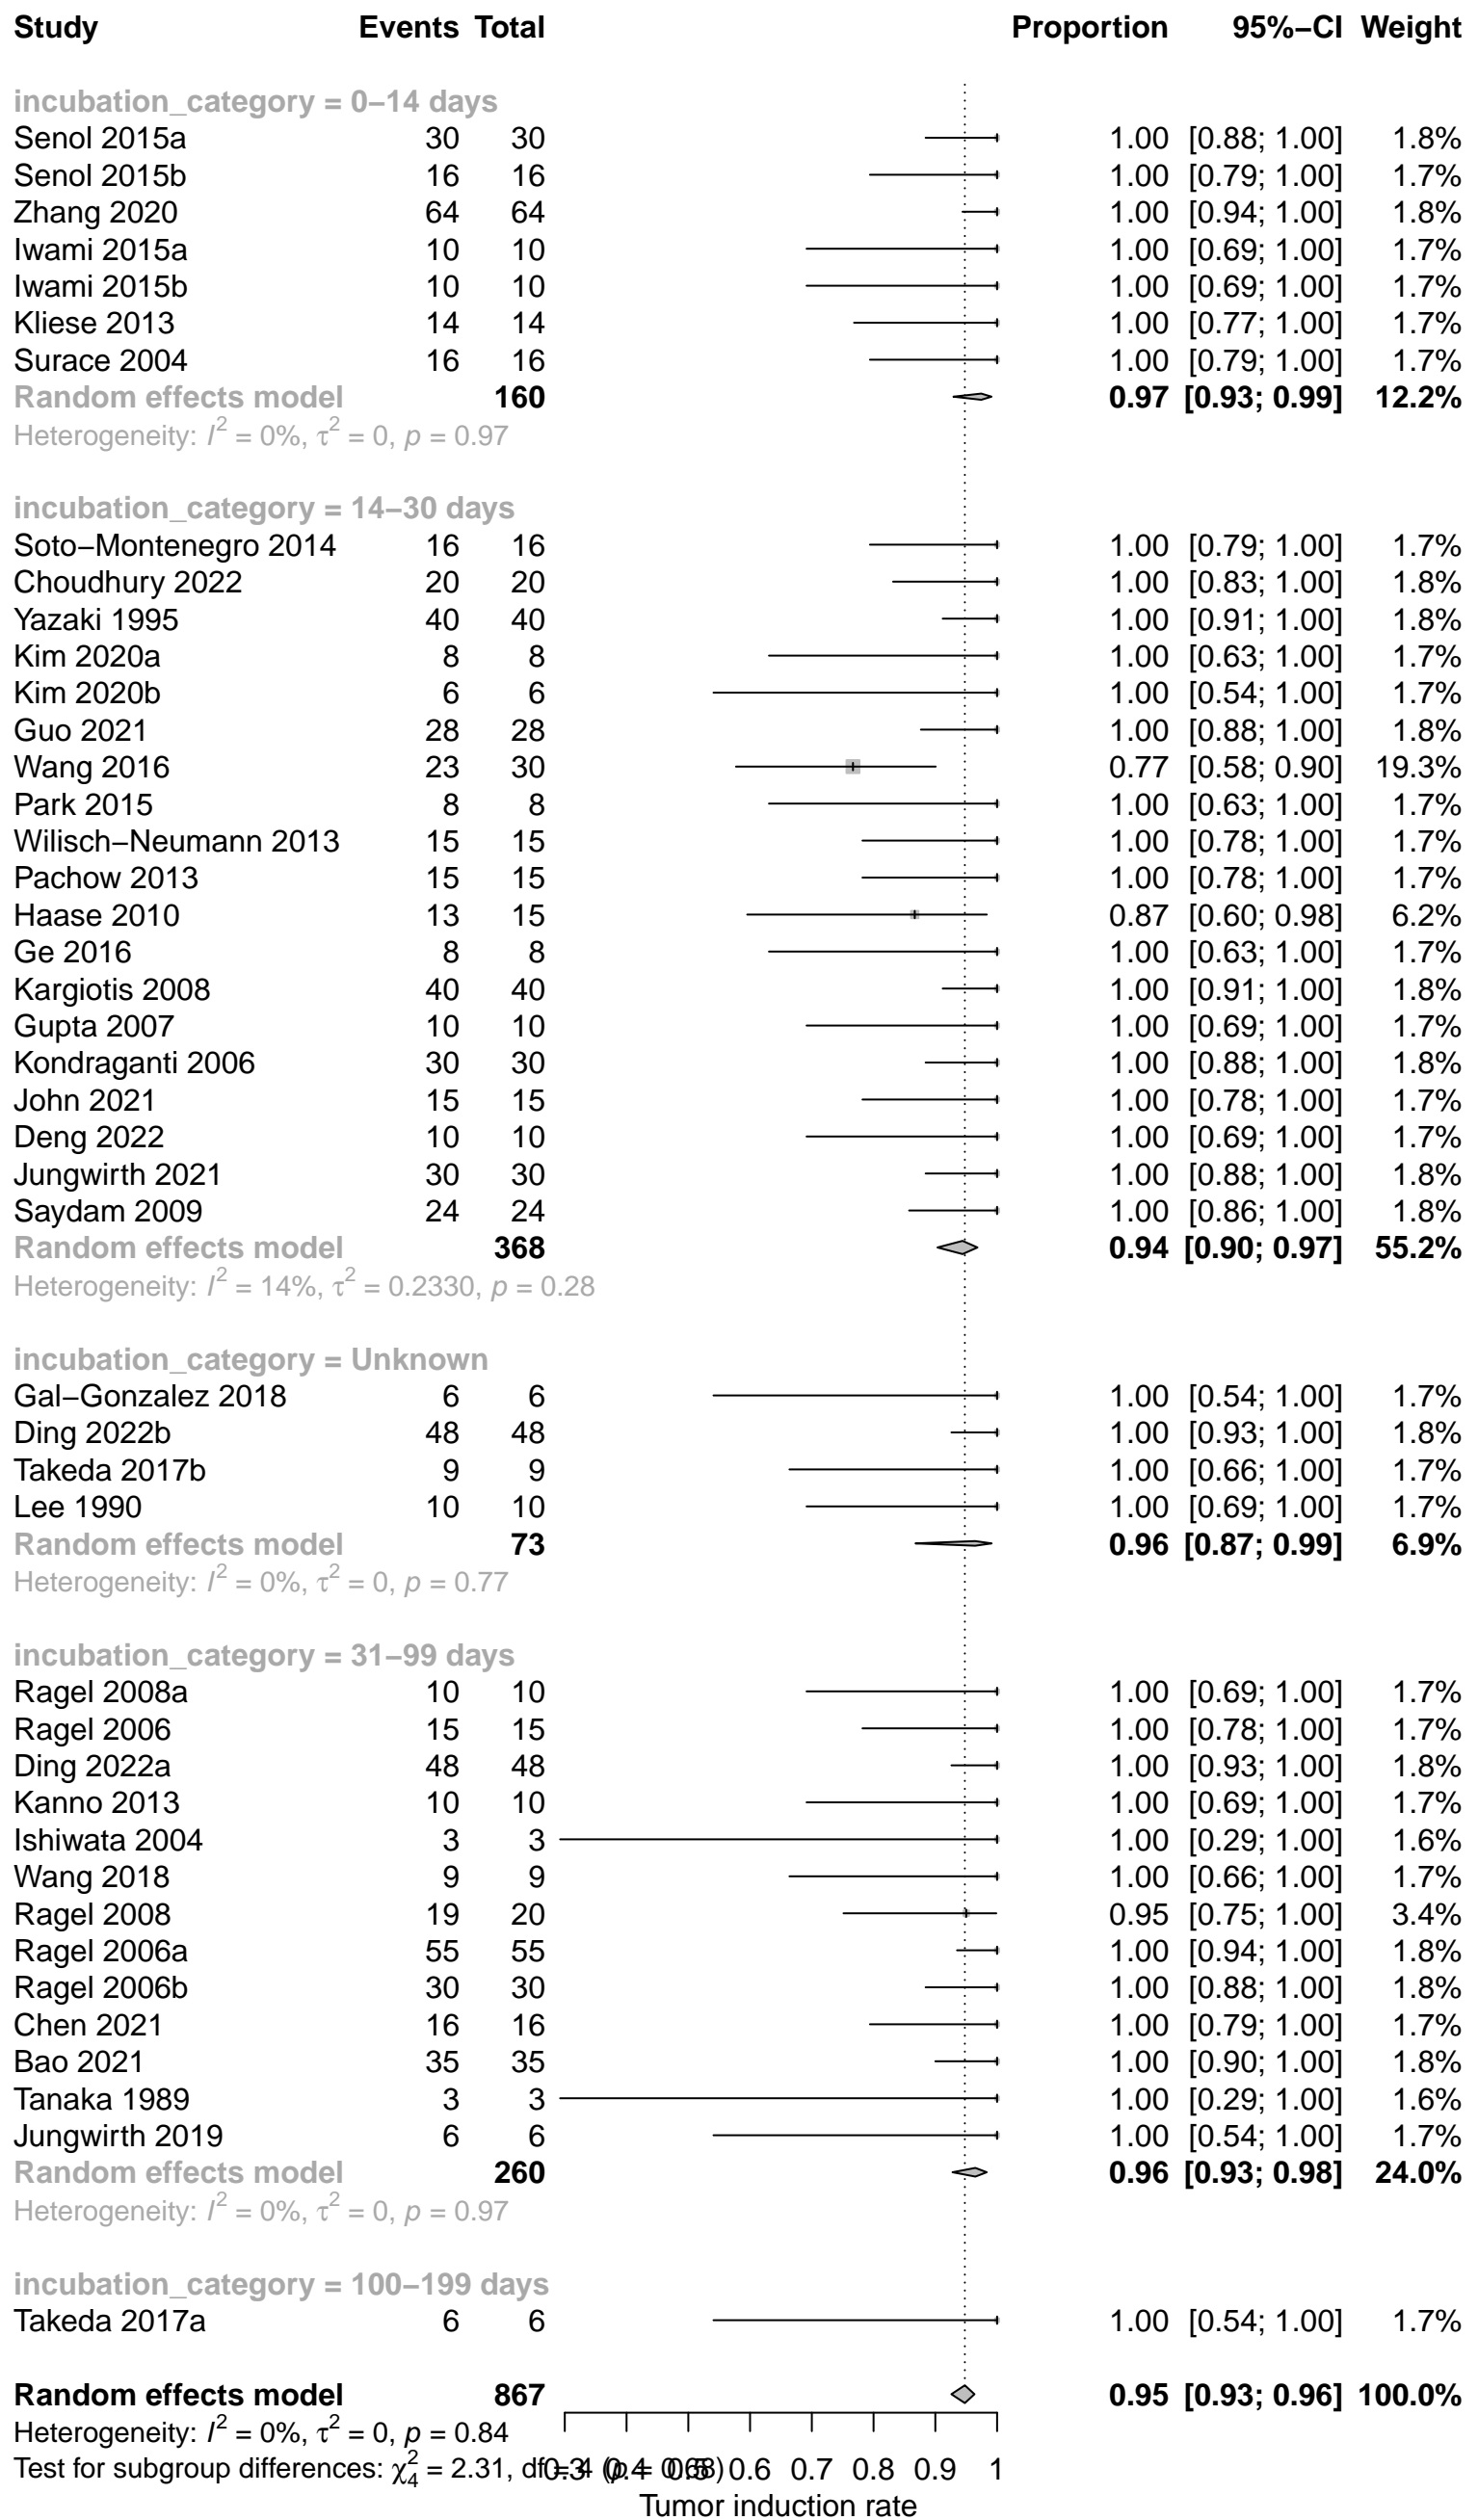 Study Events Total Proportion 95%−CI Weight
incubation_category = 0−14 days
Senol 2015a 30 30 1.00 [0.88; 1.00] 1.8%
Senol 2015b 16 16 1.00 [0.79; 1.00] 1.7%
Zhang 2020 64 64 1.00 [0.94; 1.00] 1.8%
Iwami 2015a 10 10 1.00 [0.69; 1.00] 1.7%
Iwami 2015b 10 10 1.00 [0.69; 1.00] 1.7%
Kliese 2013 14 14 1.00 [0.77; 1.00] 1.7%
Surace 2004 16 16 1.00 [0.79; 1.00] 1.7%
Random effects model 160 0.97 [0.93; 0.99] 12.2%
Heterogeneity: I² = 0%, τ² = 0, p = 0.97
incubation_category = 14−30 days
Soto−Montenegro 2014 16 16 1.00 [0.79; 1.00] 1.7%
Choudhury 2022 20 20 1.00 [0.83; 1.00] 1.8%
Yazaki 1995 40 40 1.00 [0.91; 1.00] 1.8%
Kim 2020a 8 8 1.00 [0.63; 1.00] 1.7%
Kim 2020b 6 6 1.00 [0.54; 1.00] 1.7%
Guo 2021 28 28 1.00 [0.88; 1.00] 1.8%
Wang 2016 23 30 0.77 [0.58; 0.90] 19.3%
Park 2015 8 8 1.00 [0.63; 1.00] 1.7%
Wilisch−Neumann 2013 15 15 1.00 [0.78; 1.00] 1.7%
Pachow 2013 15 15 1.00 [0.78; 1.00] 1.7%
Haase 2010 13 15 0.87 [0.60; 0.98] 6.2%
Ge 2016 8 8 1.00 [0.63; 1.00] 1.7%
Kargiotis 2008 40 40 1.00 [0.91; 1.00] 1.8%
Gupta 2007 10 10 1.00 [0.69; 1.00] 1.7%
Kondraganti 2006 30 30 1.00 [0.88; 1.00] 1.8%
John 2021 15 15 1.00 [0.78; 1.00] 1.7%
Deng 2022 10 10 1.00 [0.69; 1.00] 1.7%
Jungwirth 2021 30 30 1.00 [0.88; 1.00] 1.8%
Saydam 2009 24 24 1.00 [0.86; 1.00] 1.8%
Random effects model 368 0.94 [0.90; 0.97] 55.2%
Heterogeneity: I² = 14%, τ² = 0.2330, p = 0.28
incubation_category = Unknown
Gal−Gonzalez 2018 6 6 1.00 [0.54; 1.00] 1.7%
Ding 2022b 48 48 1.00 [0.93; 1.00] 1.8%
Takeda 2017b 9 9 1.00 [0.66; 1.00] 1.7%
Lee 1990 10 10 1.00 [0.69; 1.00] 1.7%
Random effects model 73 0.96 [0.87; 0.99] 6.9%
Heterogeneity: I² = 0%, τ² = 0, p = 0.77
incubation_category = 31−99 days
Ragel 2008a 10 10 1.00 [0.69; 1.00] 1.7%
Ragel 2006 15 15 1.00 [0.78; 1.00] 1.7%
Ding 2022a 48 48 1.00 [0.93; 1.00] 1.8%
Kanno 2013 10 10 1.00 [0.69; 1.00] 1.7%
Ishiwata 2004 3 3 1.00 [0.29; 1.00] 1.6%
Wang 2018 9 9 1.00 [0.66; 1.00] 1.7%
Ragel 2008 19 20 0.95 [0.75; 1.00] 3.4%
Ragel 2006a 55 55 1.00 [0.94; 1.00] 1.8%
Ragel 2006b 30 30 1.00 [0.88; 1.00] 1.8%
Chen 2021 16 16 1.00 [0.79; 1.00] 1.7%
Bao 2021 35 35 1.00 [0.90; 1.00] 1.8%
Tanaka 1989 3 3 1.00 [0.29; 1.00] 1.6%
Jungwirth 2019 6 6 1.00 [0.54; 1.00] 1.7%
Random effects model 260 0.96 [0.93; 0.98] 24.0%
Heterogeneity: I² = 0%, τ² = 0, p = 0.97
incubation_category = 100−199 days
Takeda 2017a 6 6 1.00 [0.54; 1.00] 1.7%
Random effects model 867 0.95 [0.93; 0.96] 100.0%
Heterogeneity: I² = 0%, τ² = 0, p = 0.84
Test for subgroup differences: χ²₄ = 2.31, df = 4 (p = 0.68)
0.3 0.4 0.5 0.6 0.7 0.8 0.9 1
Tumor induction rate